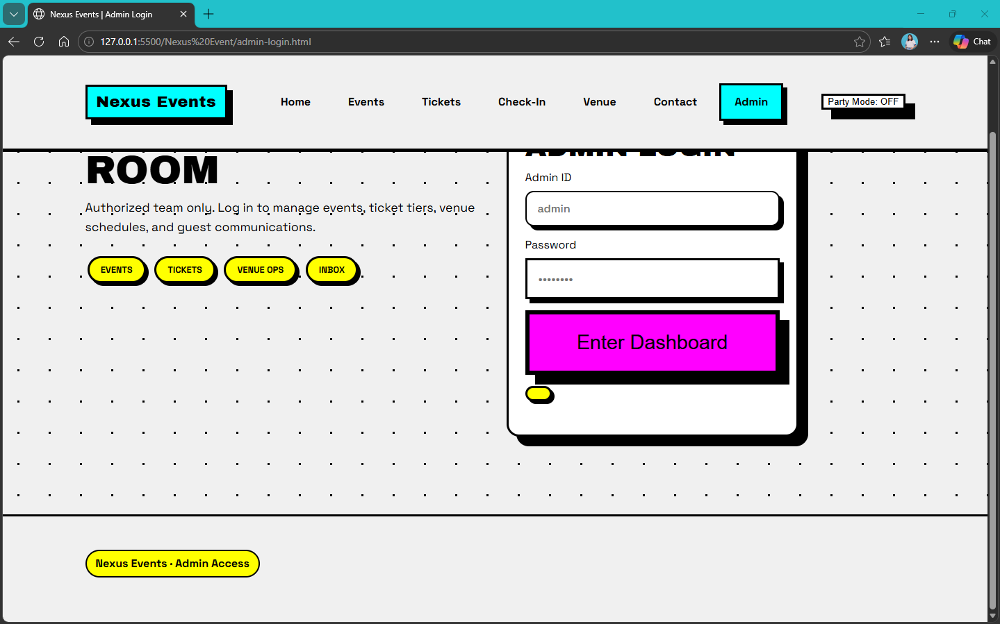 Nexus Events | Admin Login
127.0.0.1:5500/Nexus%20Event/admin-login.html
Chat
Nexus Events
Home
Events
Tickets
Check-In
Venue
Contact
Admin
Party Mode: OFF
ROOM
Authorized team only. Log in to manage events, ticket tiers, venue
schedules, and guest communications.
EVENTS
TICKETS
VENUE OPS
INBOX
ADMIN LOGIN
Admin ID
admin
Password
••••••••
Enter Dashboard
Nexus Events · Admin Access